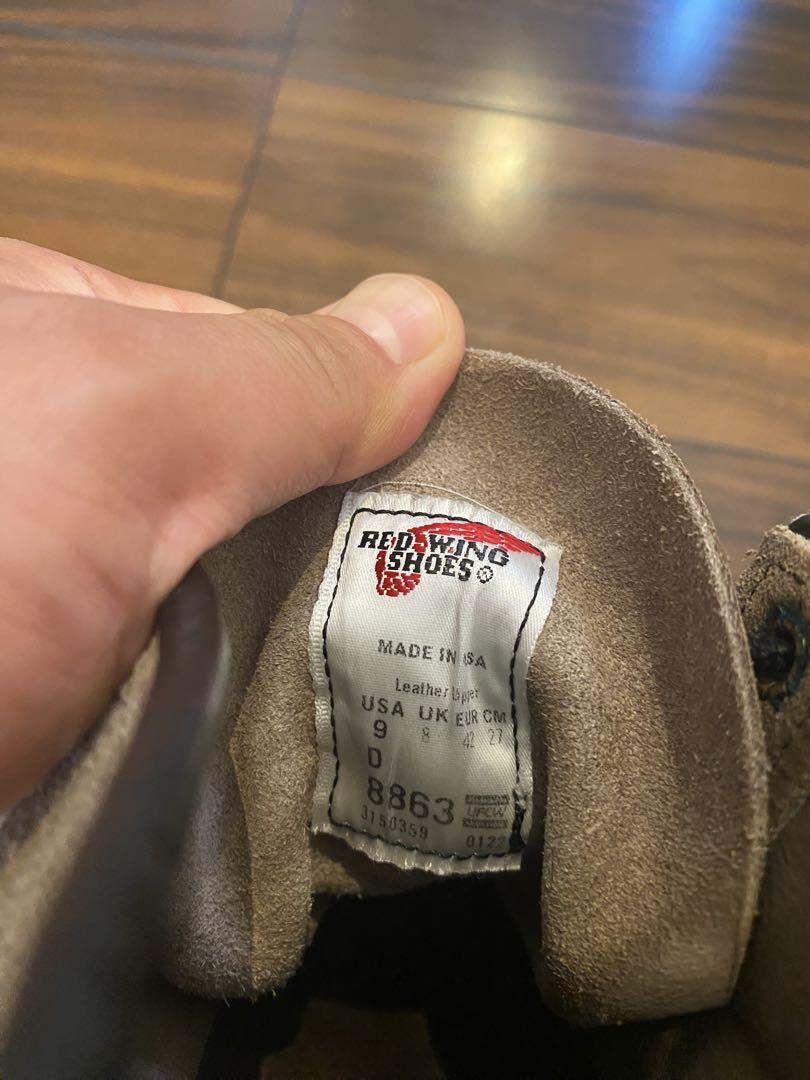 RED WING
SHOES®
MADE IN USA
Leather Upper
USA UK EUR CM
9 8 42 27
D
8863 UFCW
3150359 0122